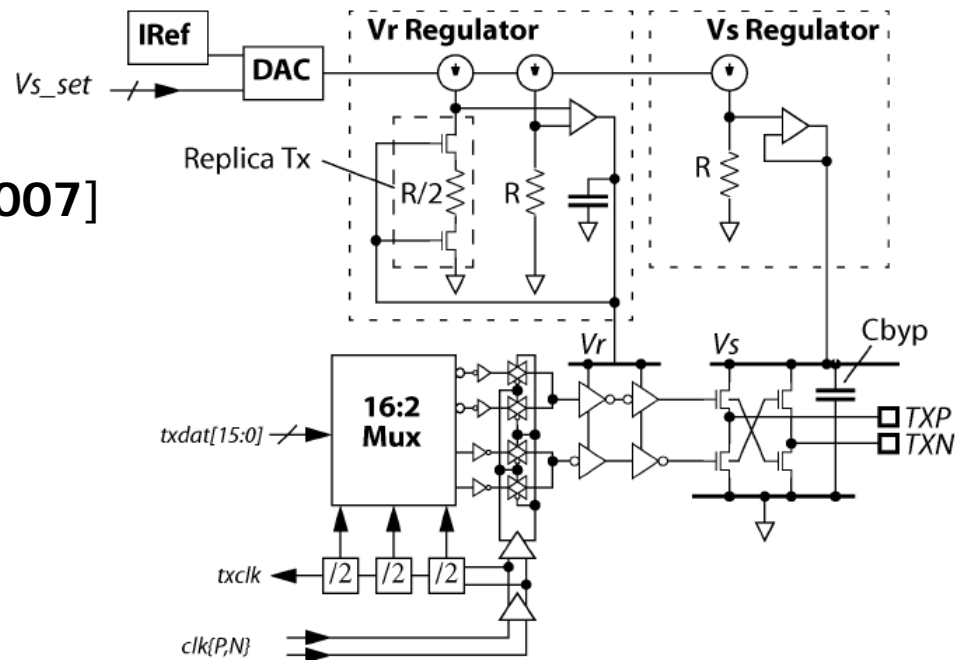 IRef
Vr Regulator
Vs Regulator
DAC
Vs_set
Replica Tx
R/2
R
R
007]
Vr
Vs
Cbyp
16:2
Mux
txdat[15:0]
TXP
TXN
txclk
/2
/2
/2
clk{P,N}